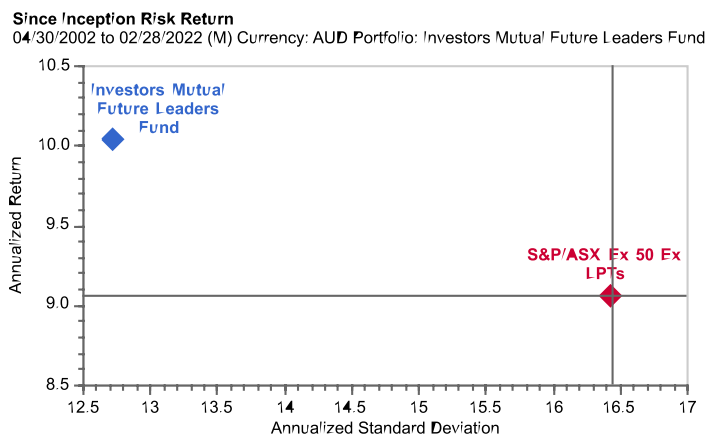 Since Inception Risk Return
04/30/2002 to 02/28/2022 (M) Currency: AUD Portfolio: Investors Mutual Future Leaders Fund
10.5
Investors Mutual
Future Leaders
Fund
10.0
9.5
S&P/ASX Ex 50 Ex
LPTs
9.0
8.5
Annualized Return
12.5 13 13.5 14 14.5 15 15.5 16 16.5 17
Annualized Standard Deviation